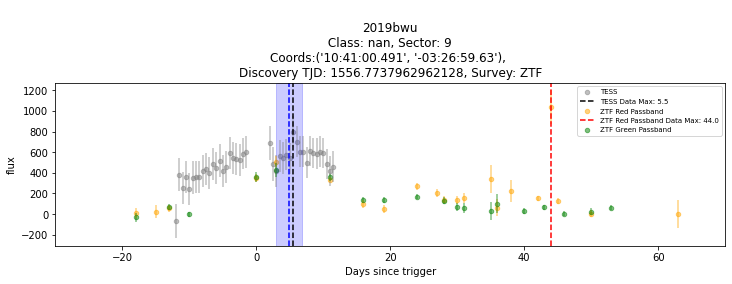 2019bwu
Class: nan, Sector: 9
Coords:('10:41:00.491', '-03:26:59.63'),
Discovery TJD: 1556.7737962962128, Survey: ZTF
TESS
TESS Data Max: 5.5
ZTF Red Passband
ZTF Red Passband Data Max: 44.0
ZTF Green Passband
flux
1200
1000
800
600
400
200
0
−200
−20
0
20
40
60
Days since trigger